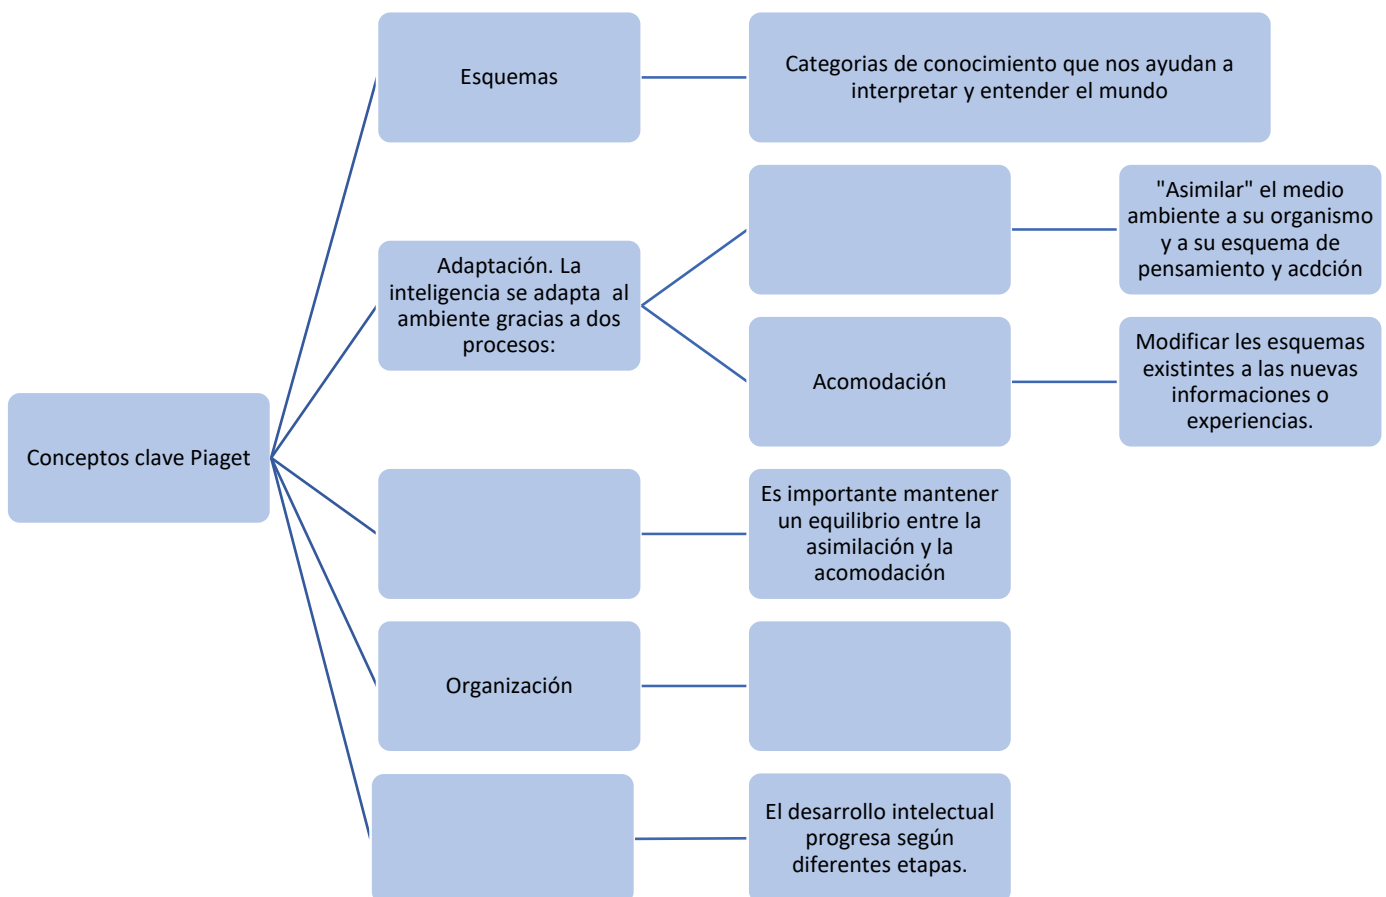 Esquemas
Categorias de conocimiento que nos ayudan a
interpretar y entender el mundo
Adaptación. La
inteligencia se adapta al
ambiente gracias a dos
procesos:
"Asimilar" el medio
ambiente a su organismo
y a su esquema de
pensamiento y acdción
Acomodación
Modificar les esquemas
existintes a las nuevas
informaciones o
experiencias.
Conceptos clave Piaget
Es importante mantener
un equilibrio entre la
asimilación y la
acomodación
Organización
El desarrollo intelectual
progresa según
diferentes etapas.